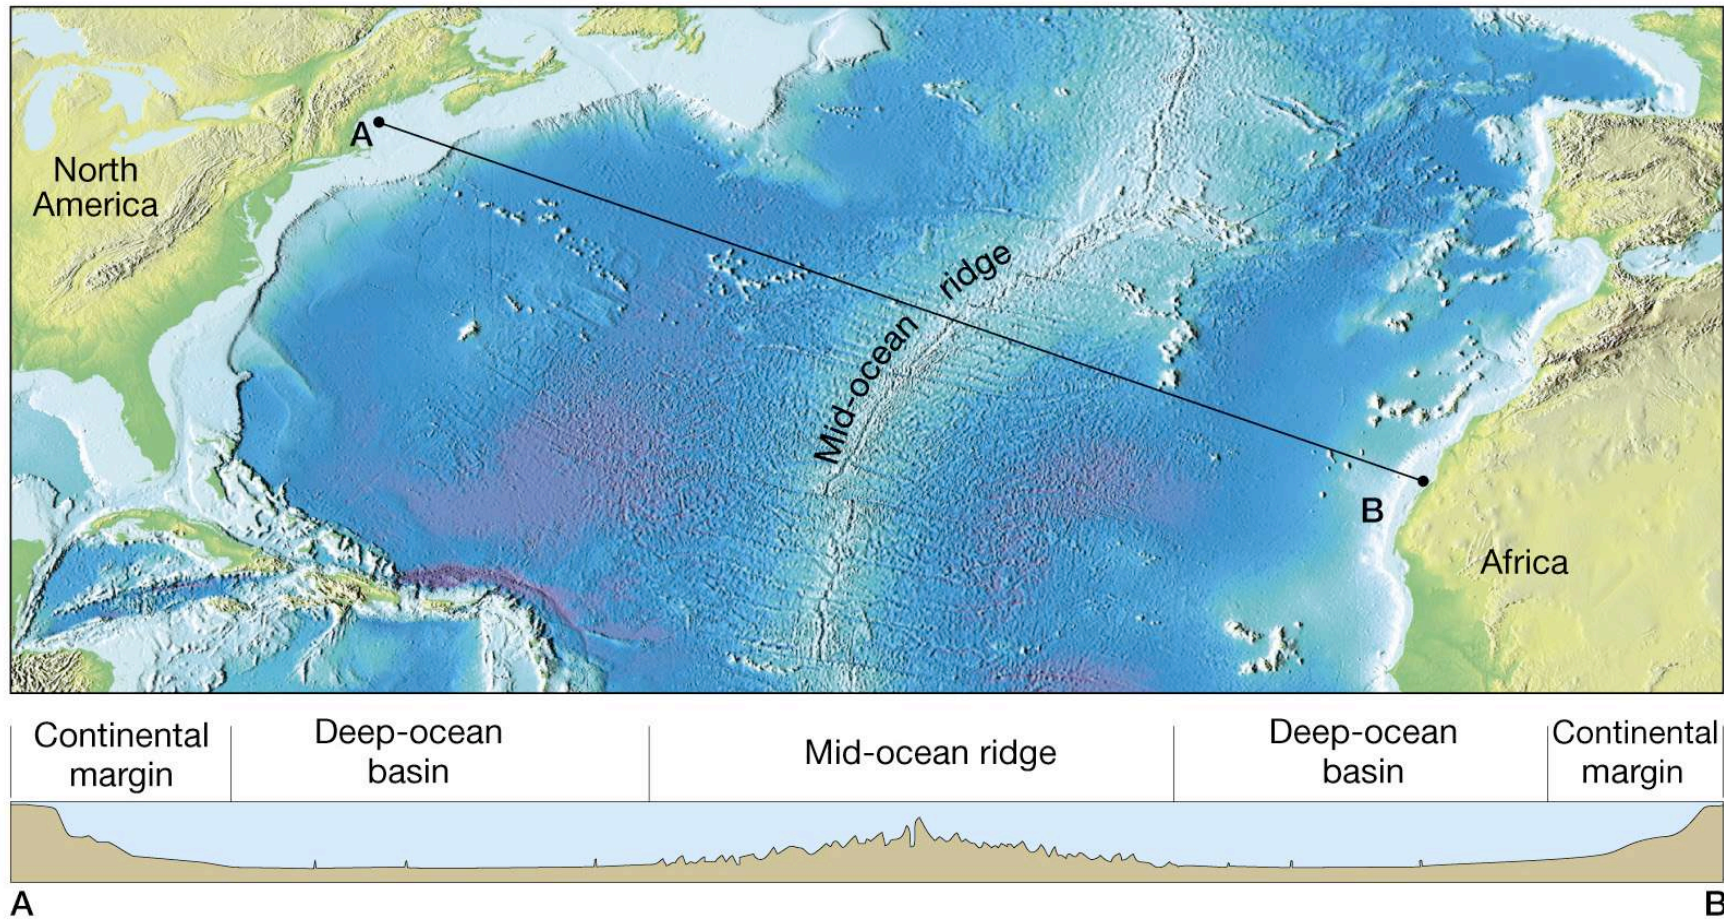 A
North
America
Mid-ocean ridge
B
Africa
Continental
margin
Deep-ocean
basin
Mid-ocean ridge
Deep-ocean
basin
Continental
margin
A
B